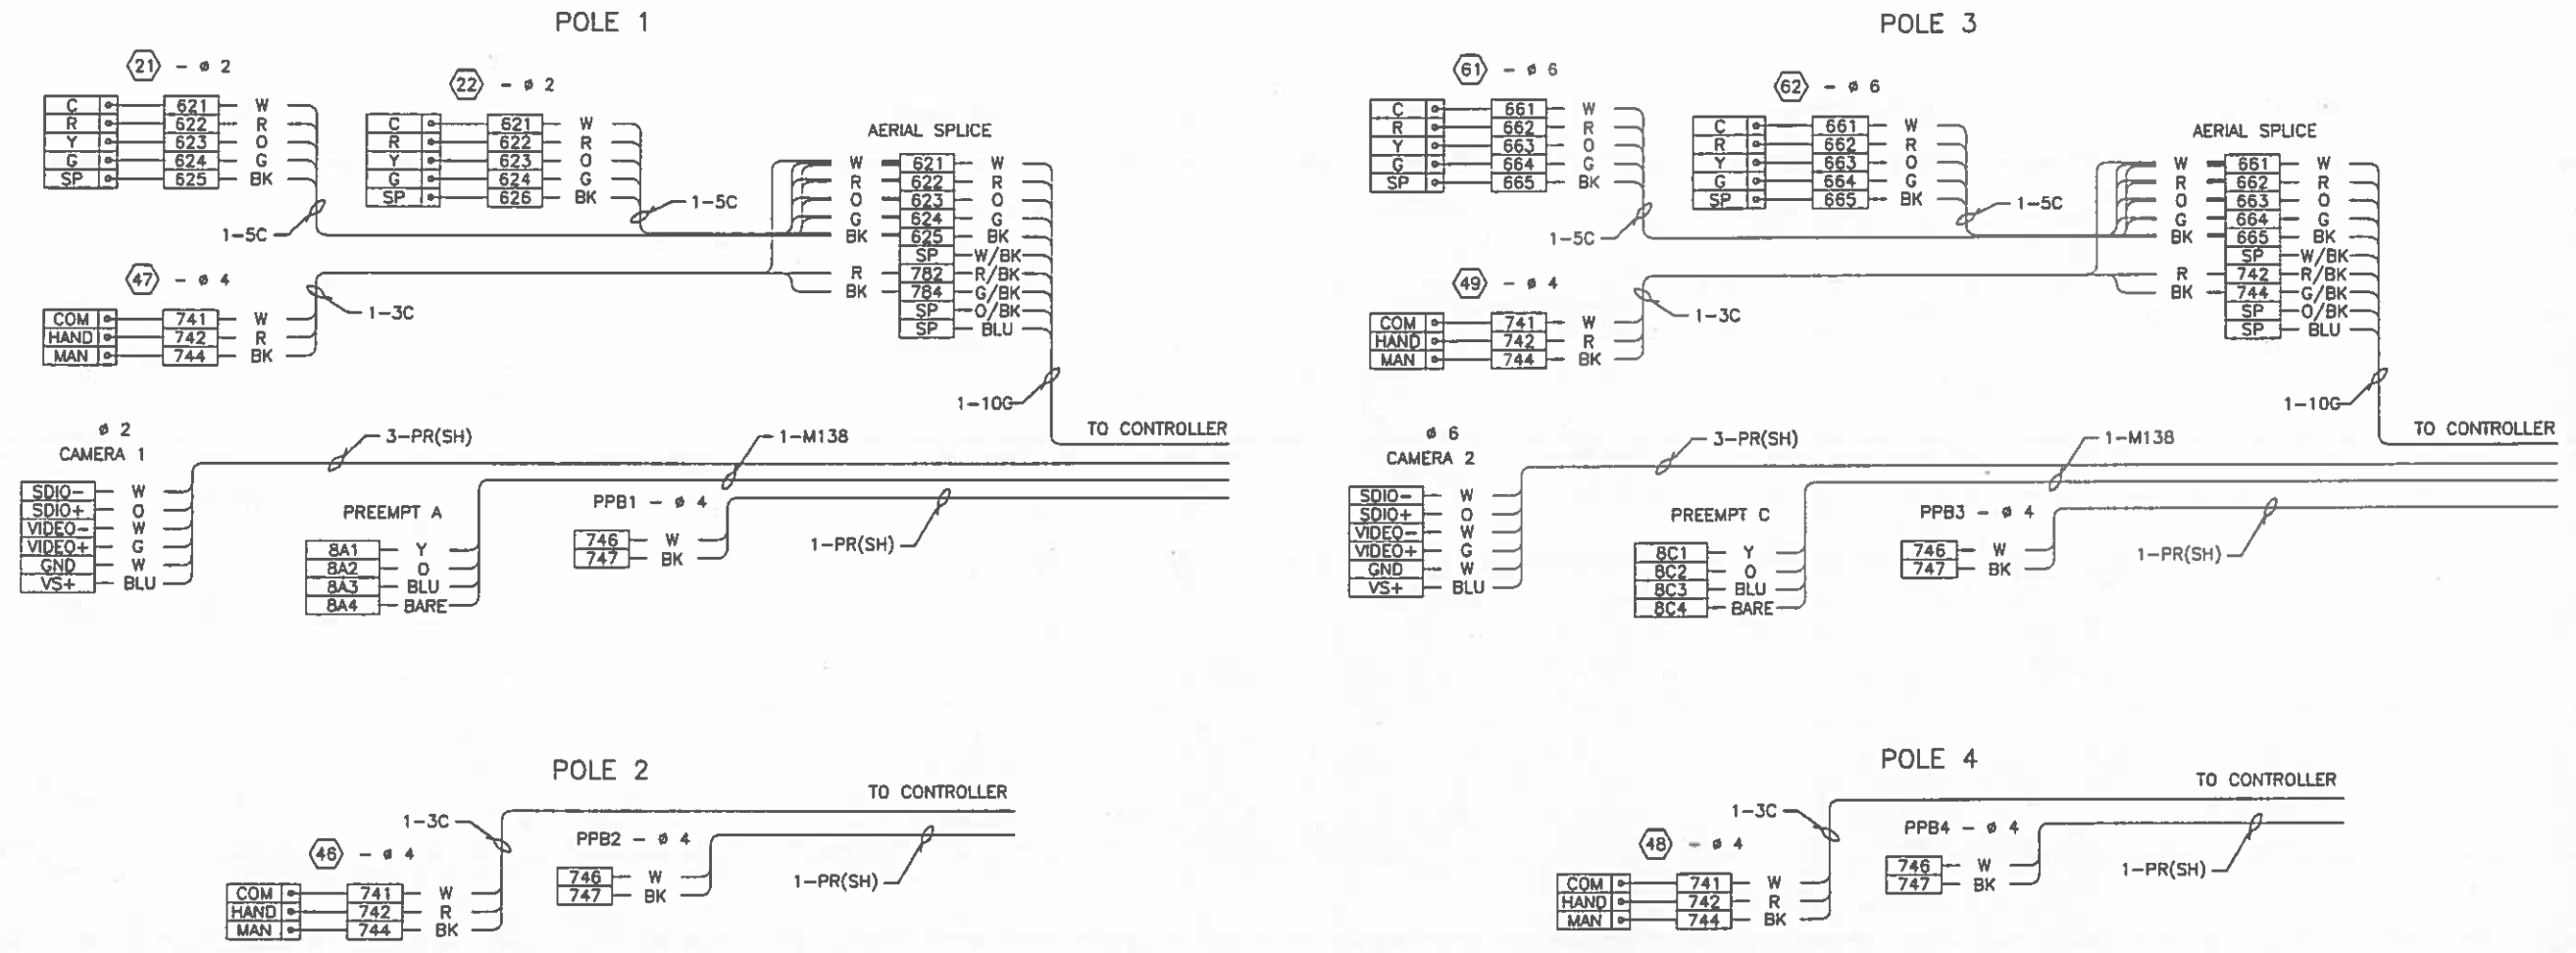 POLE 1
21 - ø 2
C 621 W
R 622 R
Y 623 O
G 624 G
SP 625 BK
1-5C
22 - ø 2
C 621 W
R 622 R
Y 623 O
G 624 G
SP 626 BK
1-5C
AERIAL SPLICE
W 621 W
R 622 R
O 623 O
G 624 G
BK 625 BK
SP W/BK
R 782 R/BK
BK 784 G/BK
SP O/BK
SP BLU
1-10G
TO CONTROLLER
47 - ø 4
COM 741 W
HAND 742 R
MAN 744 BK
1-3C
ø 2
CAMERA 1
SDIO- W
SDIO+ O
VIDEO- W
VIDEO+ G
GND W
VS+ BLU
3-PR(SH)
PREEMPT A
8A1 Y
8A2 O
8A3 BLU
8A4 BARE
1-M138
PPB1 - ø 4
746 W
747 BK
1-PR(SH)
POLE 3
61 - ø 6
C 661 W
R 662 R
Y 663 O
G 664 G
SP 665 BK
1-5C
62 - ø 6
C 661 W
R 662 R
Y 663 O
G 664 G
SP 665 BK
1-5C
AERIAL SPLICE
W 661 W
R 662 R
O 663 O
G 664 G
BK 665 BK
SP W/BK
R 742 R/BK
BK 744 G/BK
SP O/BK
SP BLU
1-10G
TO CONTROLLER
49 - ø 4
COM 741 W
HAND 742 R
MAN 744 BK
1-3C
ø 6
CAMERA 2
SDIO- W
SDIO+ O
VIDEO- W
VIDEO+ G
GND W
VS+ BLU
3-PR(SH)
PREEMPT C
8C1 Y
8C2 O
8C3 BLU
8C4 BARE
1-M138
PPB3 - ø 4
746 W
747 BK
1-PR(SH)
POLE 2
TO CONTROLLER
1-3C
46 - ø 4
COM 741 W
HAND 742 R
MAN 744 BK
PPB2 - ø 4
746 W
747 BK
1-PR(SH)
POLE 4
TO CONTROLLER
1-3C
48 - ø 4
COM 741 W
HAND 742 R
MAN 744 BK
PPB4 - ø 4
746 W
747 BK
1-PR(SH)